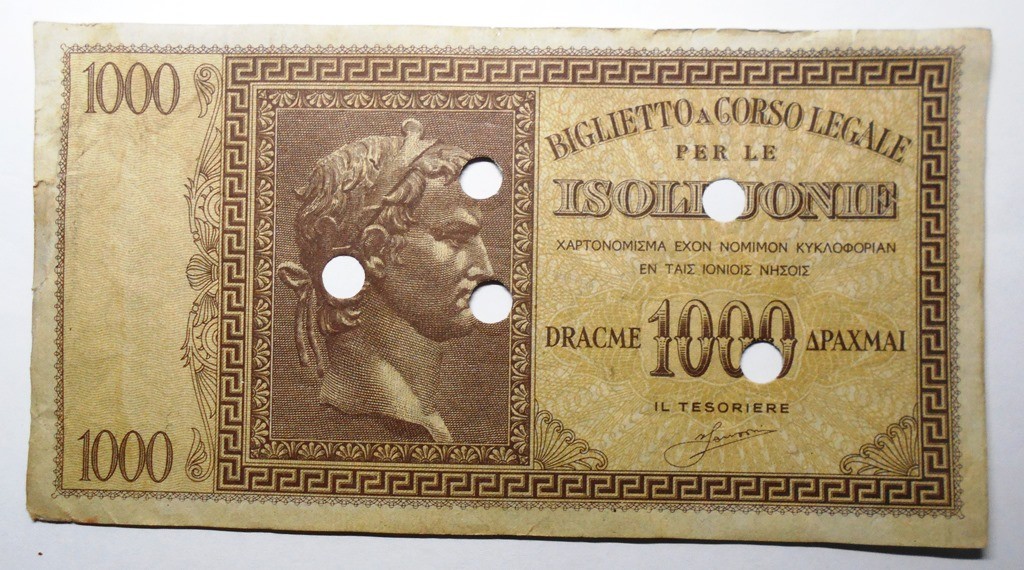 1000
1000
BIGLIETTO A CORSO LEGALE
PER LE
ISOLE JONIE
ΧΑΡΤΟΝΟΜΙΣΜΑ ΕΧΟΝ ΝΟΜΙΜΟΝ ΚΥΚΛΟΦΟΡΙΑΝ
ΕΝ ΤΑΙΣ ΙΟΝΙΟΙΣ ΝΗΣΟΙΣ
DRACME 1000 ΔΡΑΧΜΑΙ
IL TESORIERE